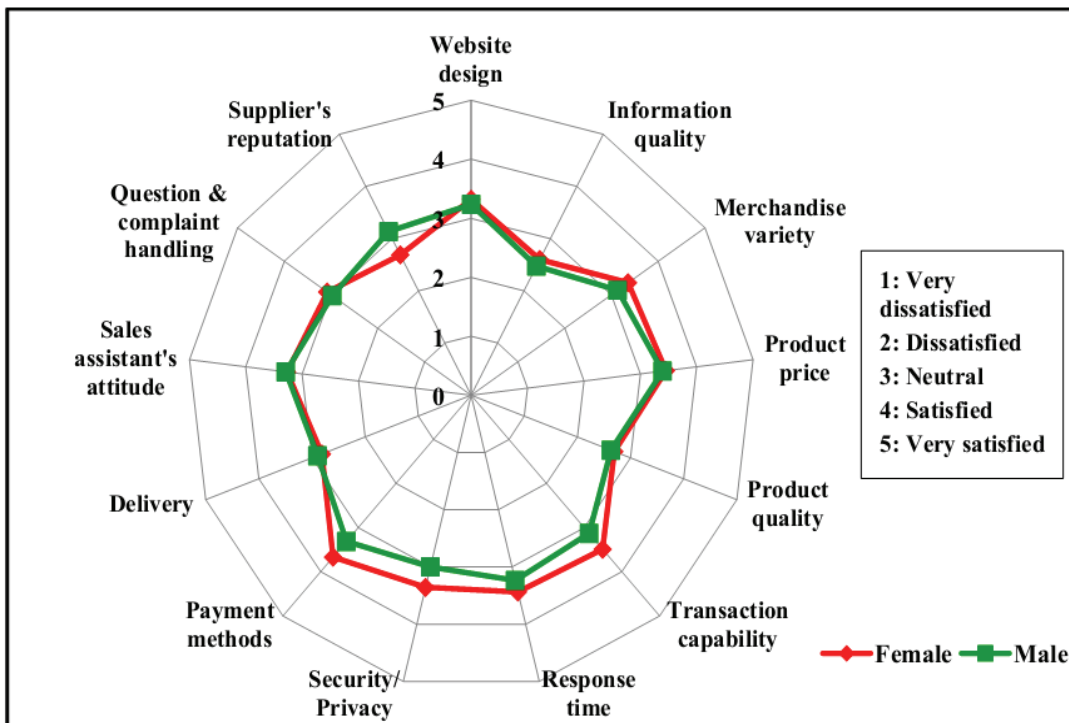 Website
design
Information
quality
Merchandise
variety
Product
price
Product
quality
Transaction
capability
Response
time
Security/
Privacy
Payment
methods
Delivery
Sales
assistant's
attitude
Question &
complaint
handling
Supplier's
reputation
5
4
3
2
1
0
1: Very
dissatisfied
2: Dissatisfied
3: Neutral
4: Satisfied
5: Very satisfied
Female
Male